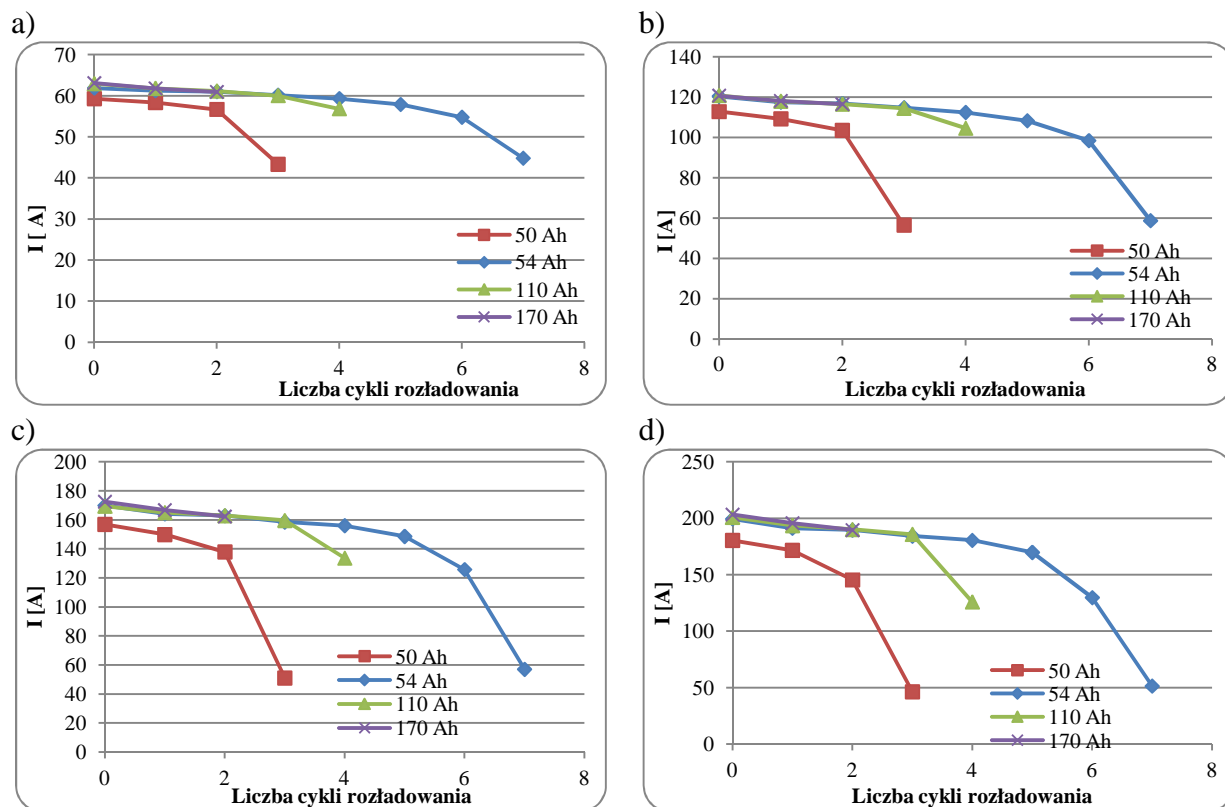 a)
70
60
50
40
30
20
10
0
I [ A]
50 Ah
54 Ah
110 Ah
170 Ah
0 2 4 6 8
Liczba cykli rozładowania
b)
140
120
100
80
60
40
20
0
I [A]
50 Ah
54 Ah
110 Ah
170 Ah
0 2 4 6 8
Liczba cykli rozładowania
c)
200
180
160
140
120
100
80
60
40
20
0
I [A]
50 Ah
54 Ah
110 Ah
170 Ah
0 2 4 6 8
Liczba cykli rozładowania
d)
250
200
150
100
50
0
I [A]
50 Ah
54 Ah
110 Ah
170 Ah
0 2 4 6 8
Liczba cykli rozładowania